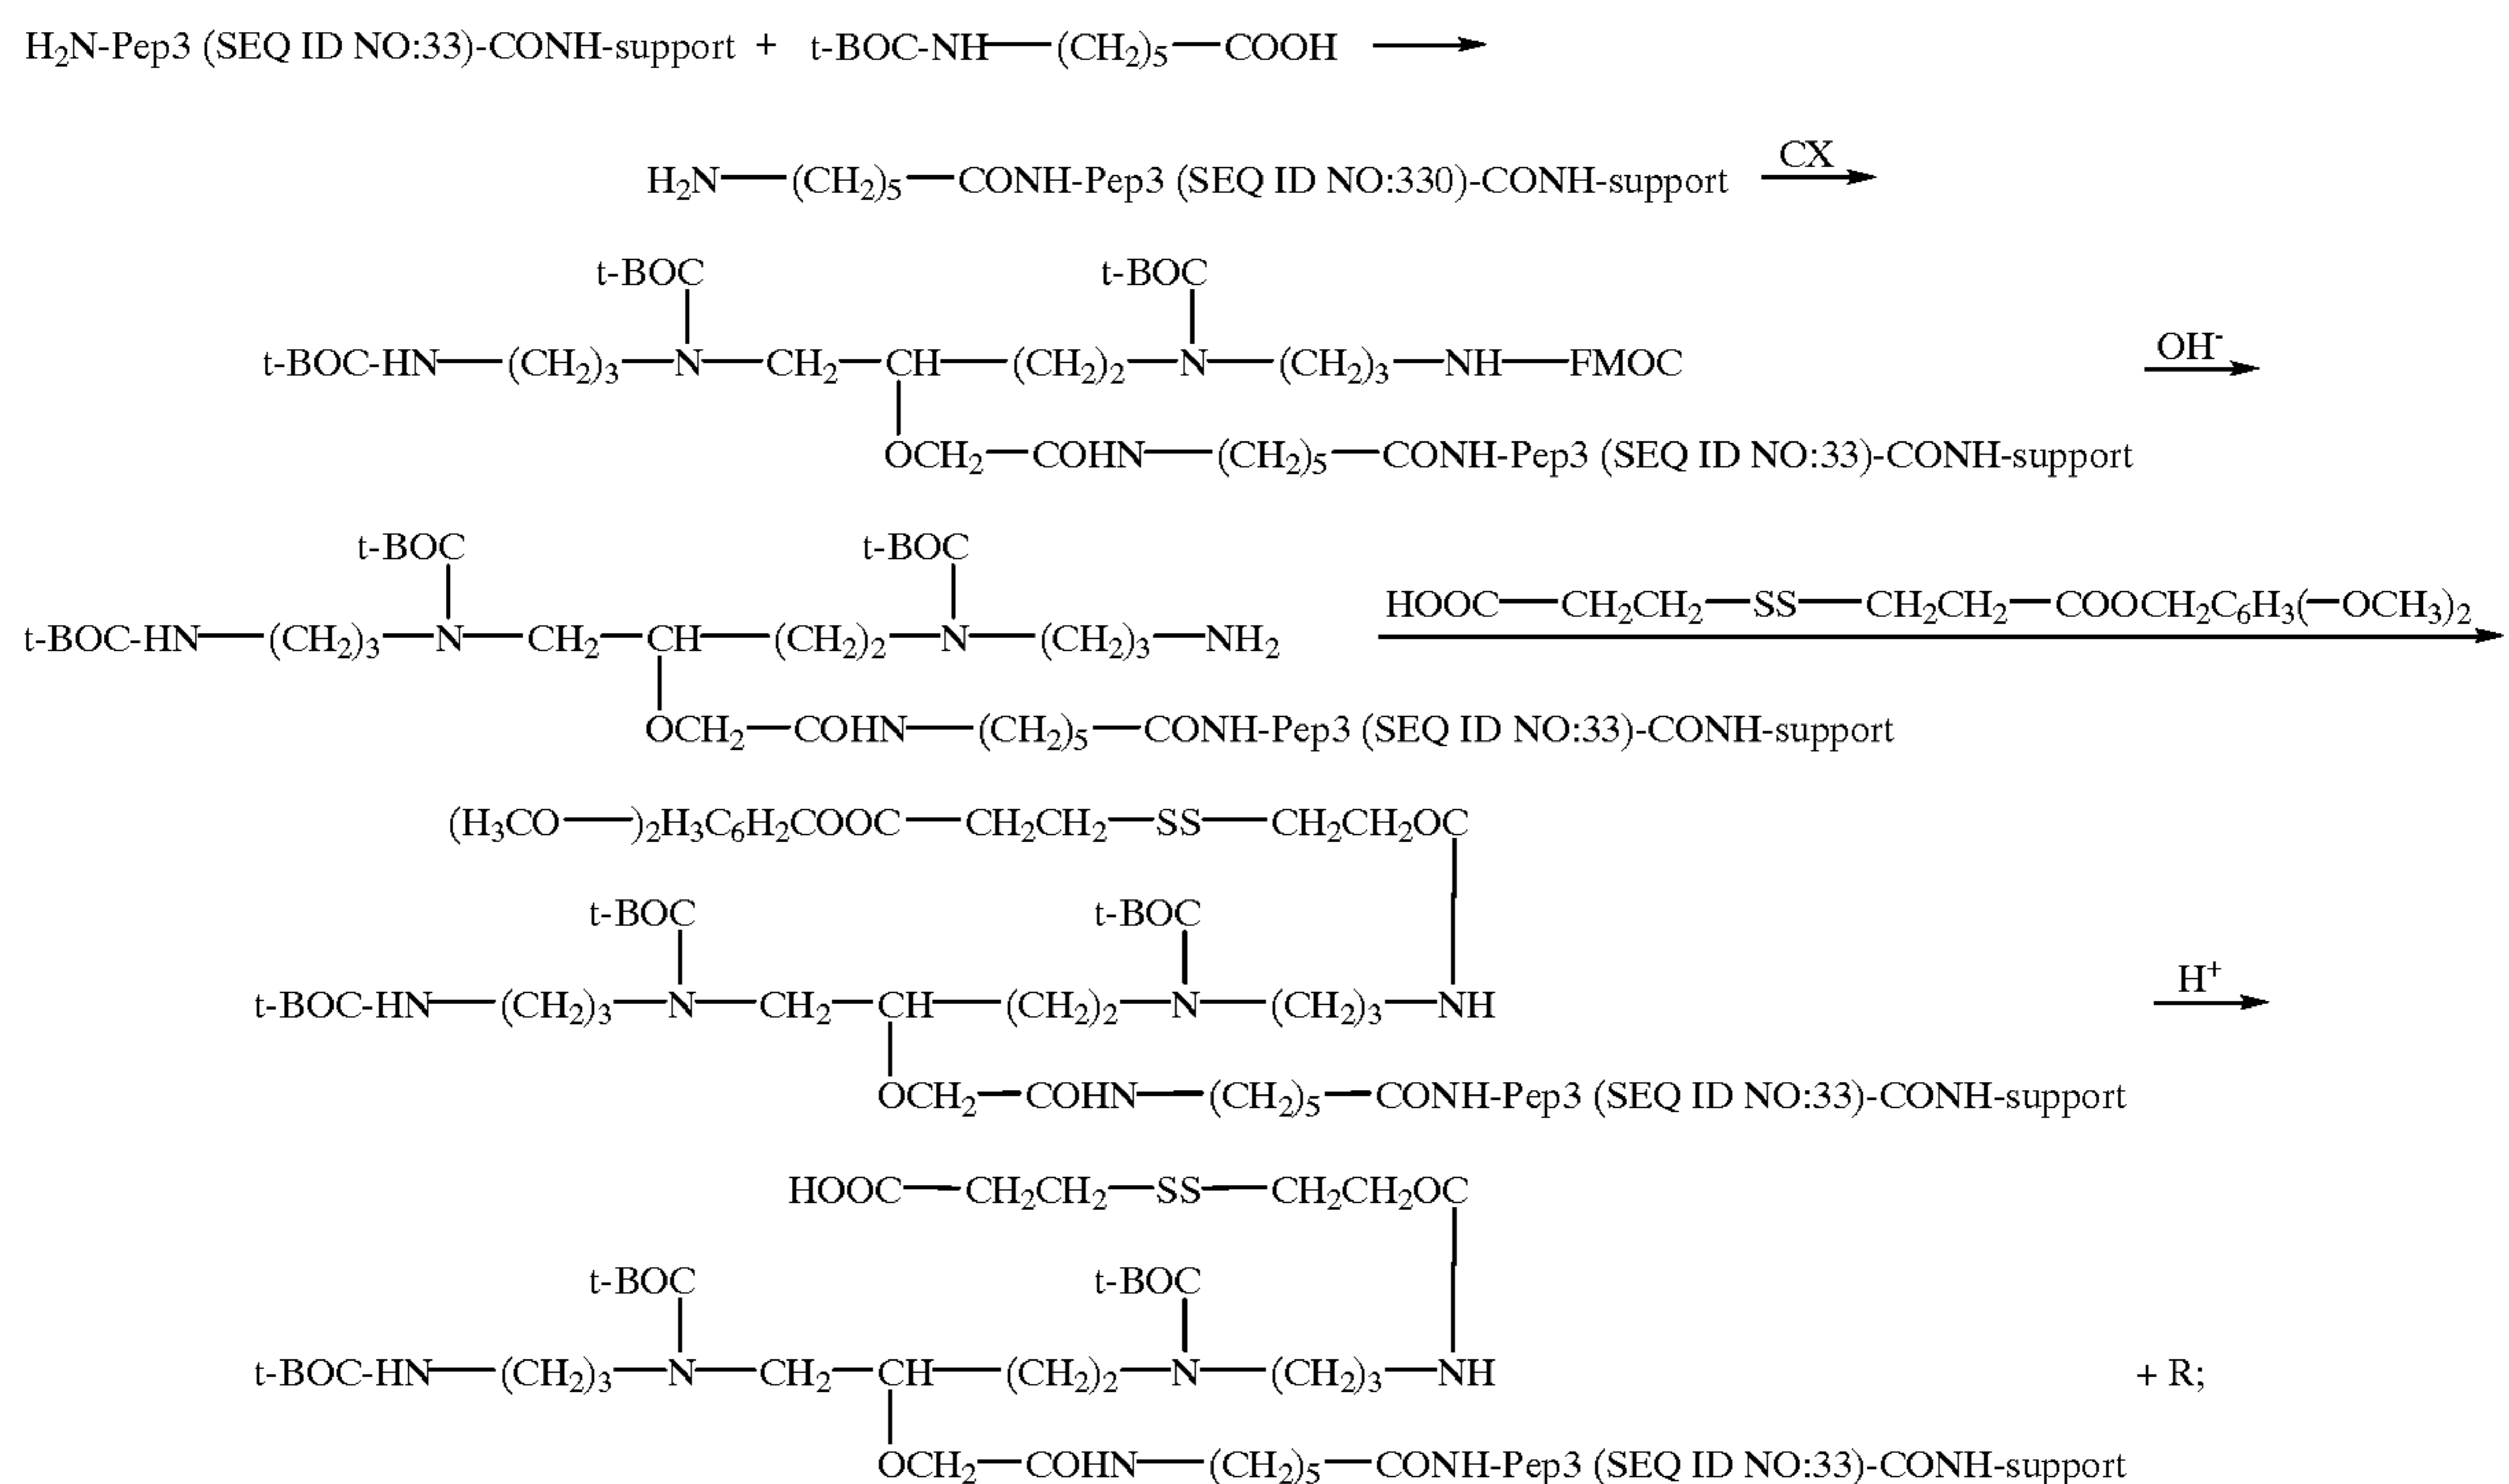 H₂N-Pep3 (SEQ ID NO:33)-CONH-support + t-BOC-NH—(CH₂)₅—COOH ⟶
H₂N—(CH₂)₅—CONH-Pep3 (SEQ ID NO:330)-CONH-support CX ⟶
t-BOC t-BOC
t-BOC-HN—(CH₂)₃—N—CH₂—CH—(CH₂)₂—N—(CH₂)₃—NH—FMOC OH⁻ ⟶
OCH₂—COHN—(CH₂)₅—CONH-Pep3 (SEQ ID NO:33)-CONH-support
t-BOC t-BOC
HOOC—CH₂CH₂—SS—CH₂CH₂—COOCH₂C₆H₃(—OCH₃)₂
t-BOC-HN—(CH₂)₃—N—CH₂—CH—(CH₂)₂—N—(CH₂)₃—NH₂ ⟶
OCH₂—COHN—(CH₂)₅—CONH-Pep3 (SEQ ID NO:33)-CONH-support
(H₃CO—)₂H₃C₆H₂COOC—CH₂CH₂—SS—CH₂CH₂OC
t-BOC t-BOC
t-BOC-HN—(CH₂)₃—N—CH₂—CH—(CH₂)₂—N—(CH₂)₃—NH H⁺ ⟶
OCH₂—COHN—(CH₂)₅—CONH-Pep3 (SEQ ID NO:33)-CONH-support
HOOC—CH₂CH₂—SS—CH₂CH₂OC
t-BOC t-BOC
t-BOC-HN—(CH₂)₃—N—CH₂—CH—(CH₂)₂—N—(CH₂)₃—NH + R;
OCH₂—COHN—(CH₂)₅—CONH-Pep3 (SEQ ID NO:33)-CONH-support